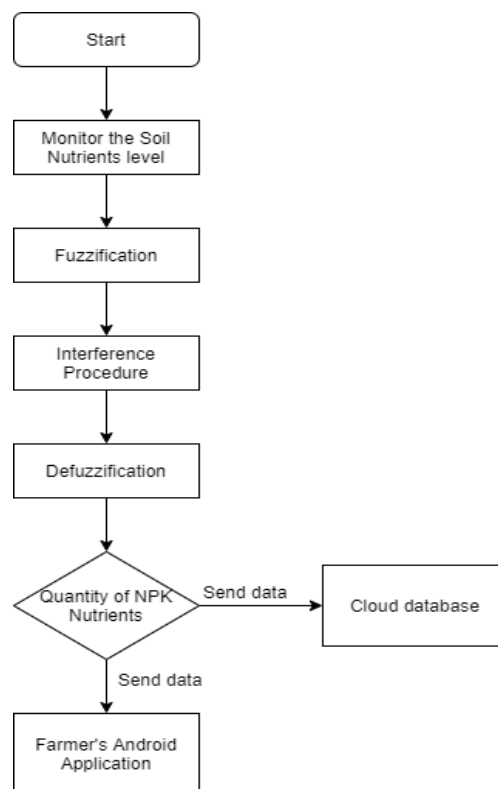 Start
Monitor the Soil
Nutrients level
Fuzzification
Interference
Procedure
Defuzzification
Quantity of NPK
Nutrients
Send data
Cloud database
Send data
Farmer's Android
Application